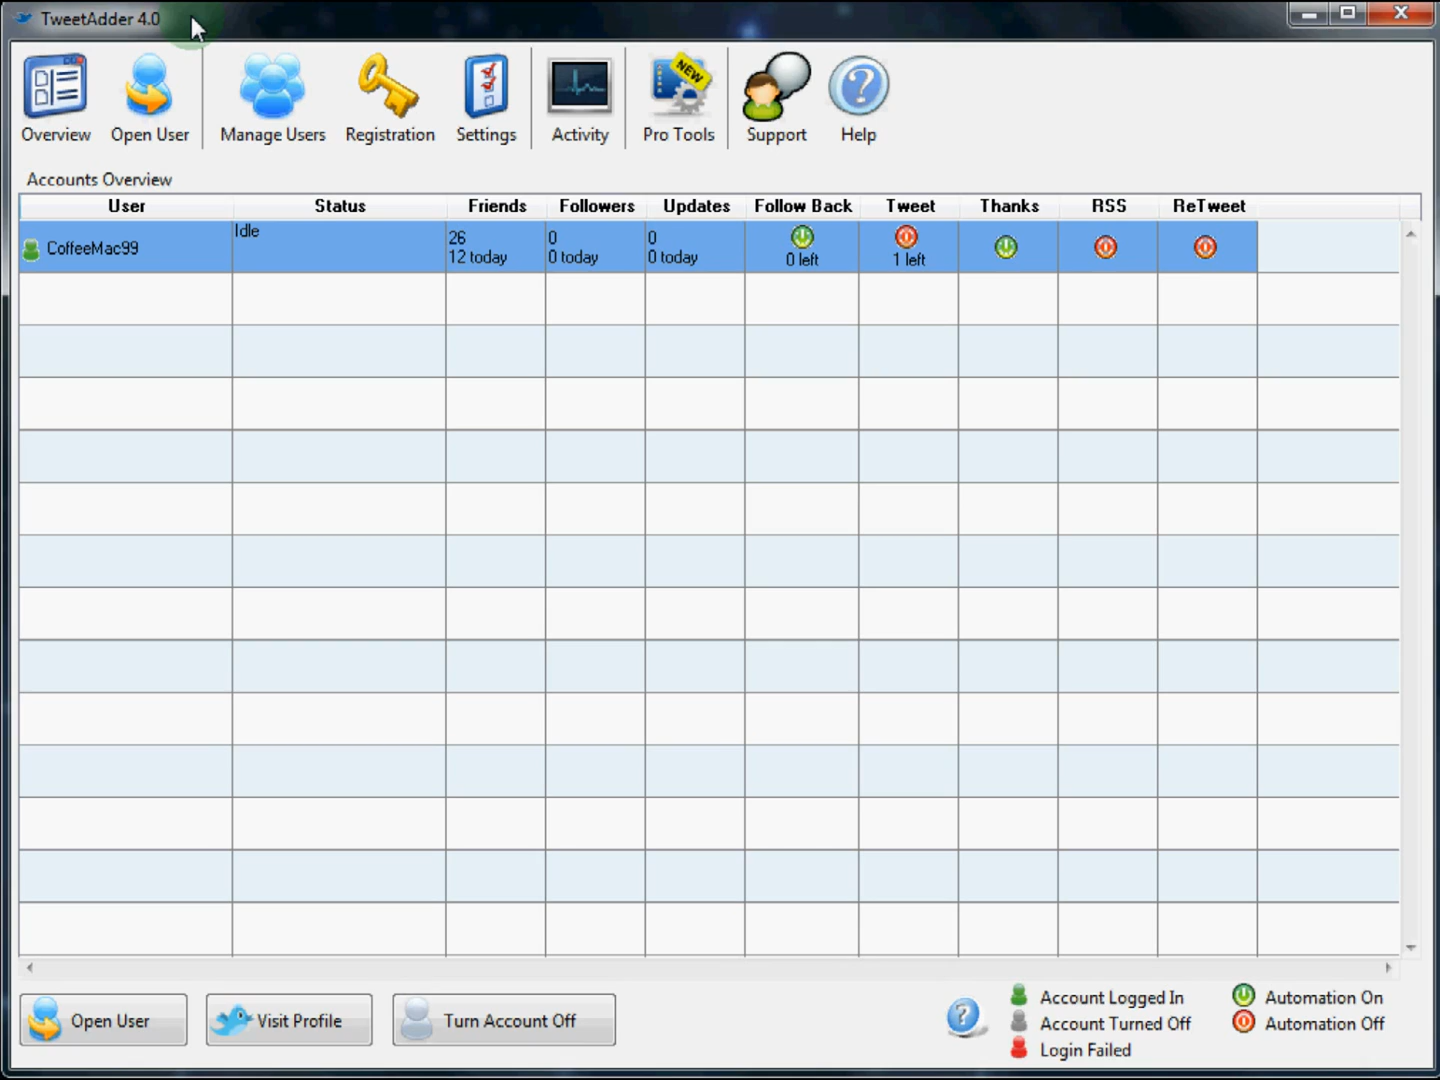 TweetAdder 4.0
Overview Open User Manage Users Registration Settings Activity Pro Tools Support Help
NEW
Accounts Overview
User Status Friends Followers Updates Follow Back Tweet Thanks RSS ReTweet
CoffeeMac99 Idle 26 0 0
12 today 0 today 0 today 0 left 1 left
Open User Visit Profile Turn Account Off
Account Logged In Automation On
Account Turned Off Automation Off
Login Failed